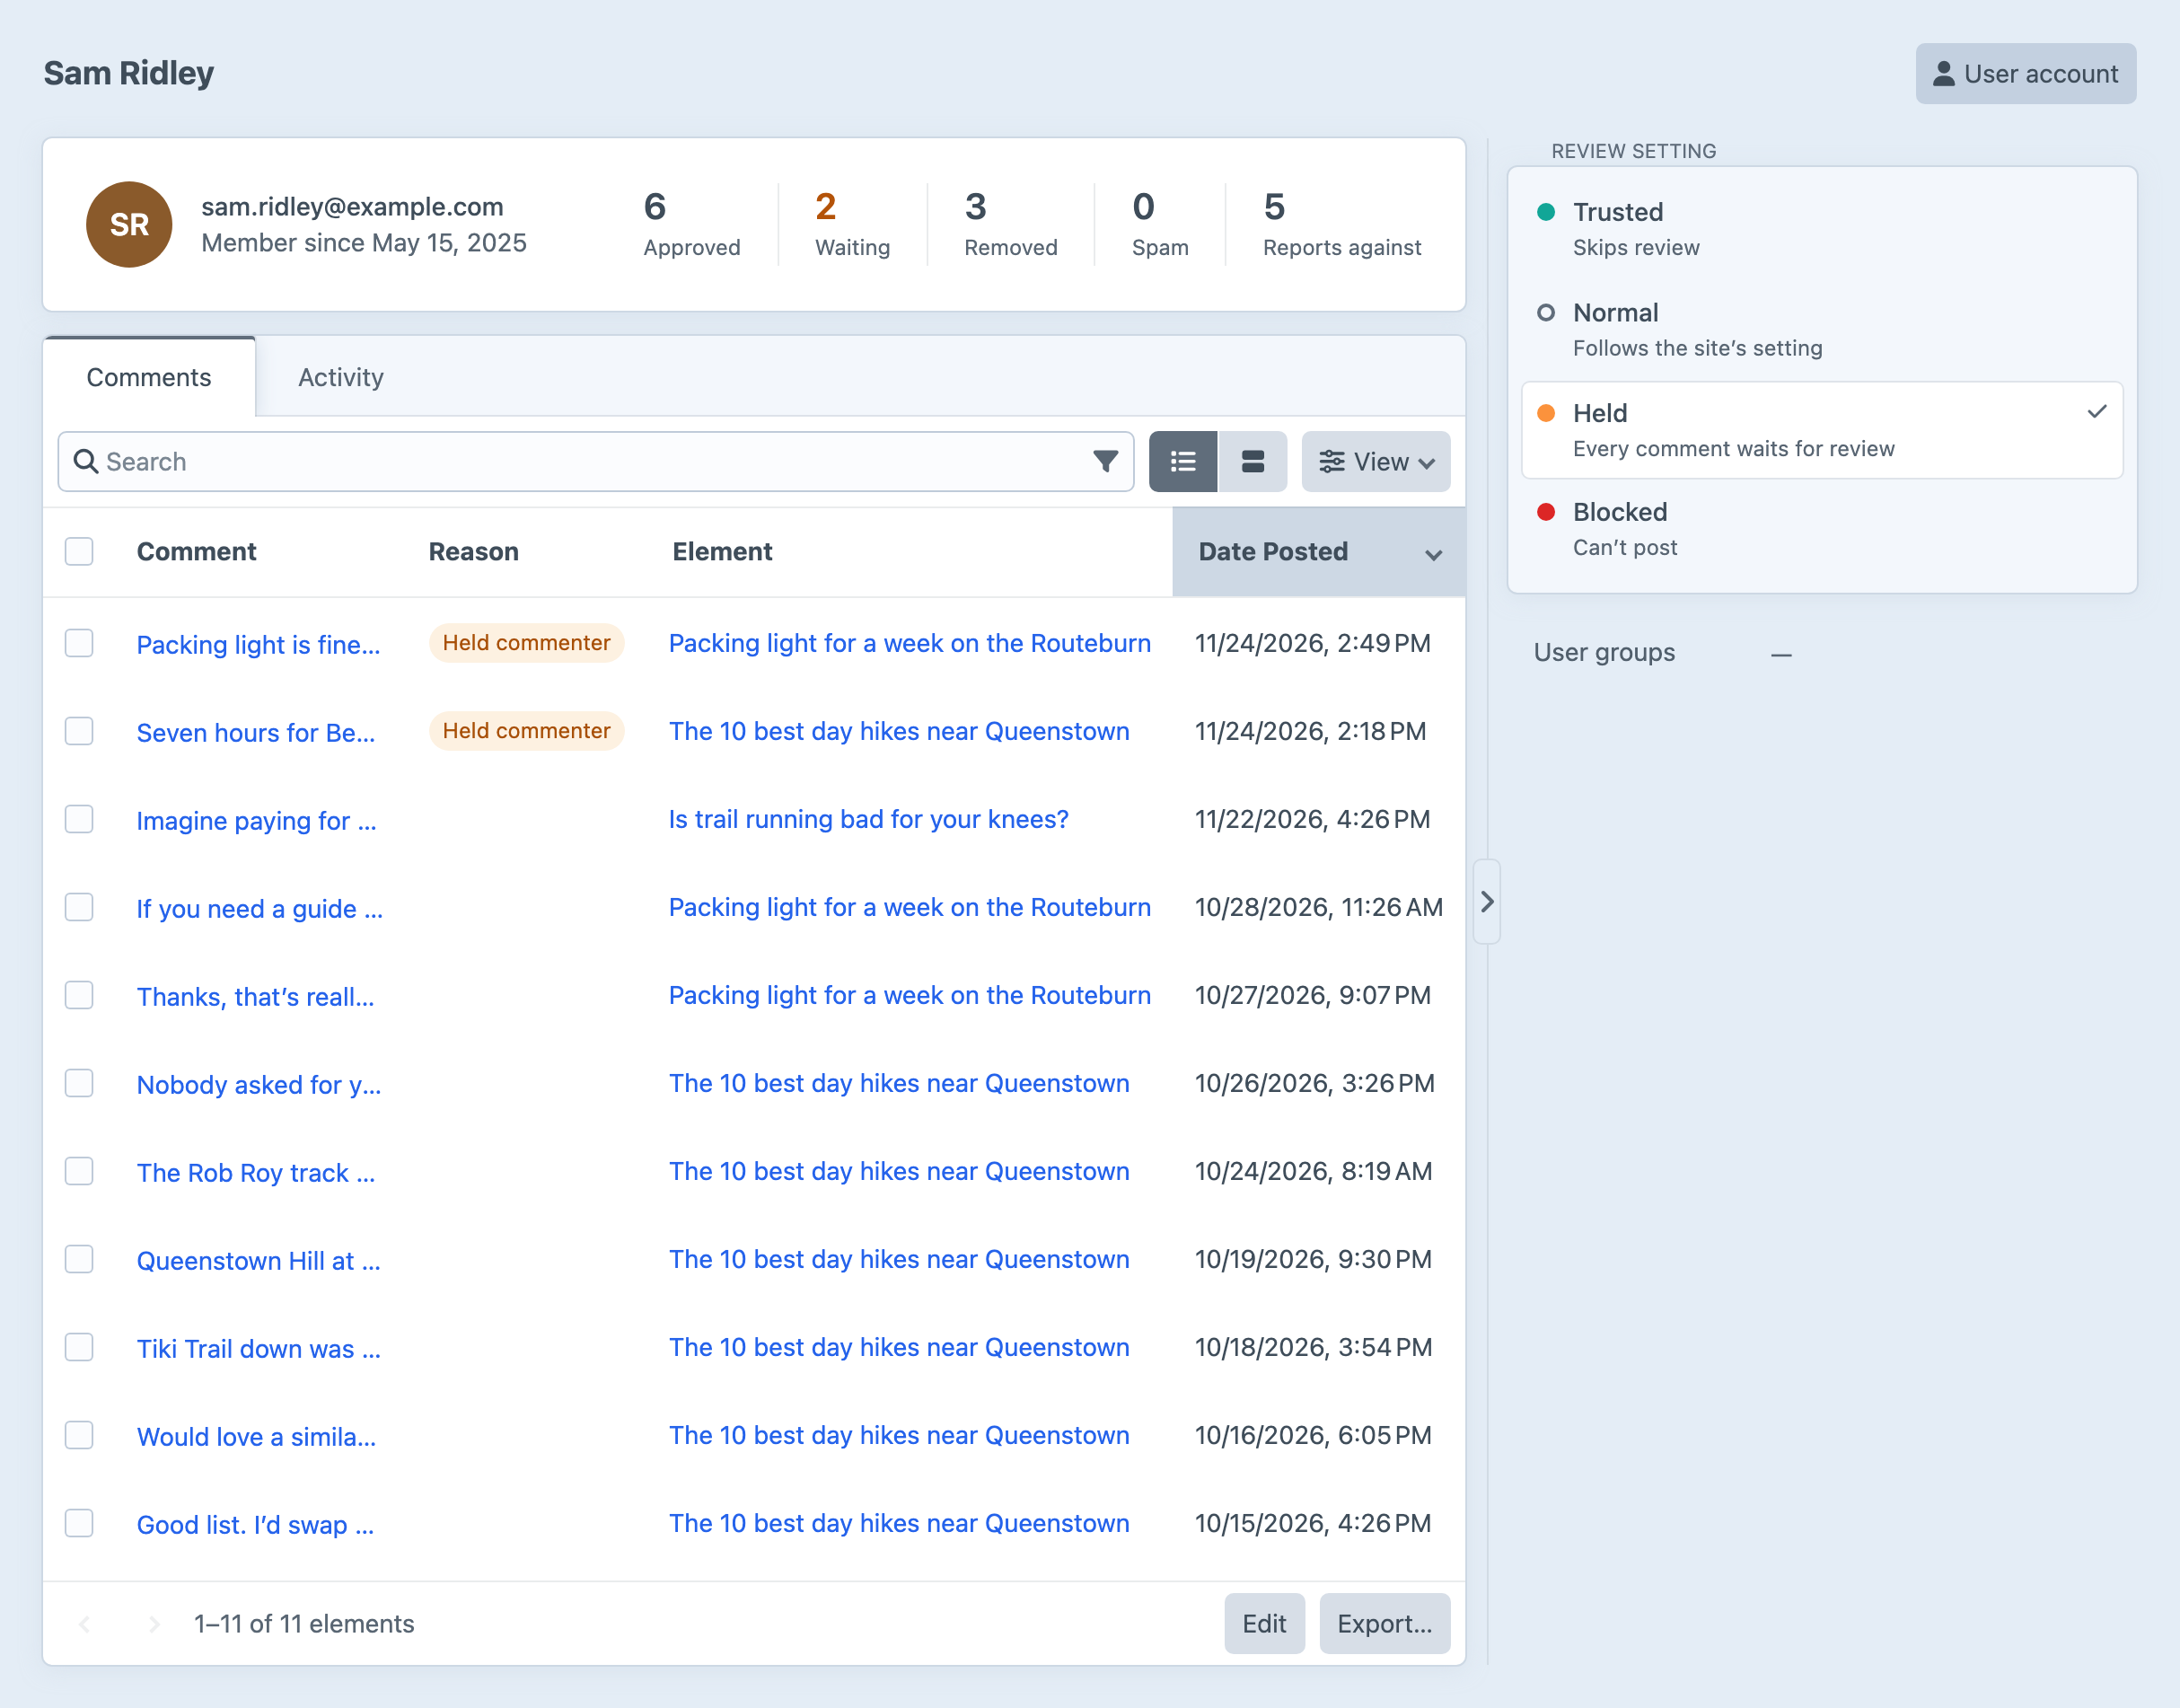 Sam Ridley
User account
SR
sam.ridley@example.com
Member since May 15, 2025
6
Approved
2
Waiting
3
Removed
0
Spam
5
Reports against
Comments
Activity
Search
View
Comment Reason Element Date Posted
Packing light is fine... Held commenter Packing light for a week on the Routeburn 11/24/2026, 2:49 PM
Seven hours for Be... Held commenter The 10 best day hikes near Queenstown 11/24/2026, 2:18 PM
Imagine paying for ... Is trail running bad for your knees? 11/22/2026, 4:26 PM
If you need a guide ... Packing light for a week on the Routeburn 10/28/2026, 11:26 AM
Thanks, that’s reall... Packing light for a week on the Routeburn 10/27/2026, 9:07 PM
Nobody asked for y... The 10 best day hikes near Queenstown 10/26/2026, 3:26 PM
The Rob Roy track ... The 10 best day hikes near Queenstown 10/24/2026, 8:19 AM
Queenstown Hill at ... The 10 best day hikes near Queenstown 10/19/2026, 9:30 PM
Tiki Trail down was ... The 10 best day hikes near Queenstown 10/18/2026, 3:54 PM
Would love a simila... The 10 best day hikes near Queenstown 10/16/2026, 6:05 PM
Good list. I’d swap ... The 10 best day hikes near Queenstown 10/15/2026, 4:26 PM
1–11 of 11 elements
Edit
Export...
REVIEW SETTING
Trusted
Skips review
Normal
Follows the site’s setting
Held
Every comment waits for review
Blocked
Can’t post
User groups —